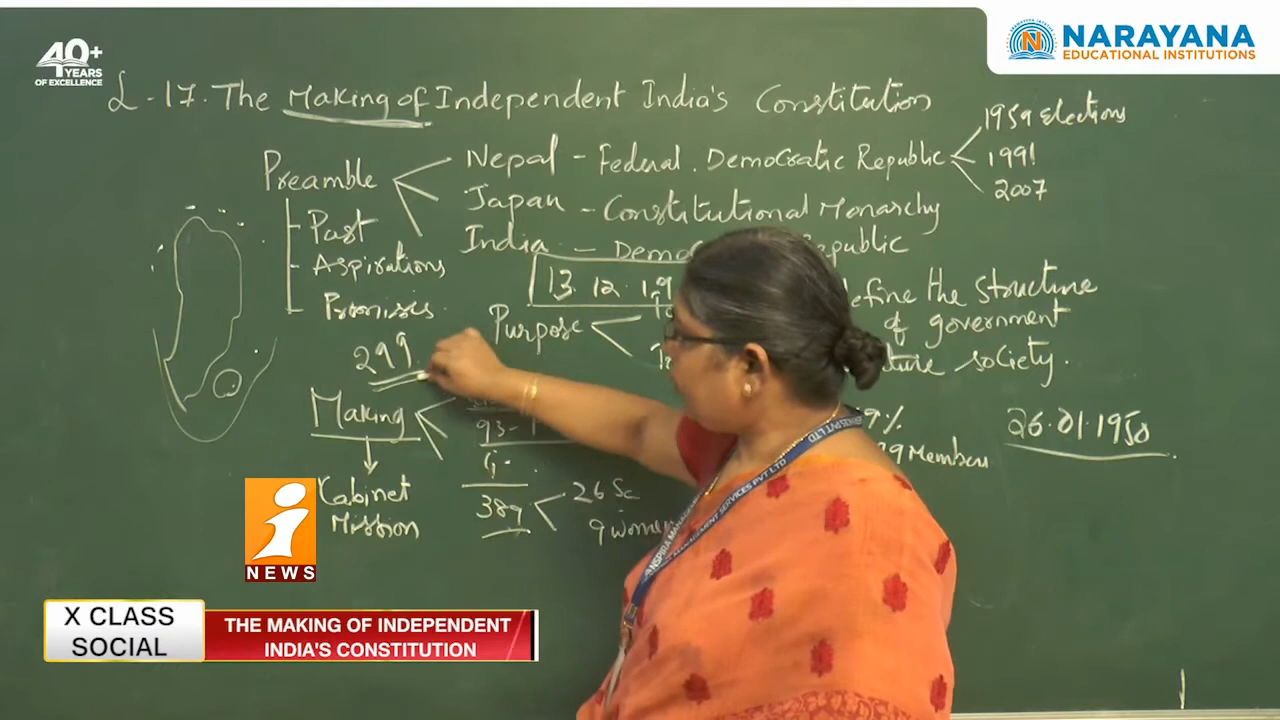 40+
YEARS
OF EXCELLENCE
NARAYANA
EDUCATIONAL INSTITUTIONS
L-17. The Making of Independent India's Constitution
Preamble
Nepal - Federal. Democratic Republic
1959 Elections
1991
2007
Japan - Constitutional Monarchy
India - Republic
Past
Aspirations
Promises
13.12.19
Purpose
efine the structure
of government
society.
299
Making
93-
4-
389
26 Sc
9 women
9%
9 Members
26.01.1950
Cabinet
Mission
i
NEWS
X CLASS
SOCIAL
THE MAKING OF INDEPENDENT
INDIA'S CONSTITUTION